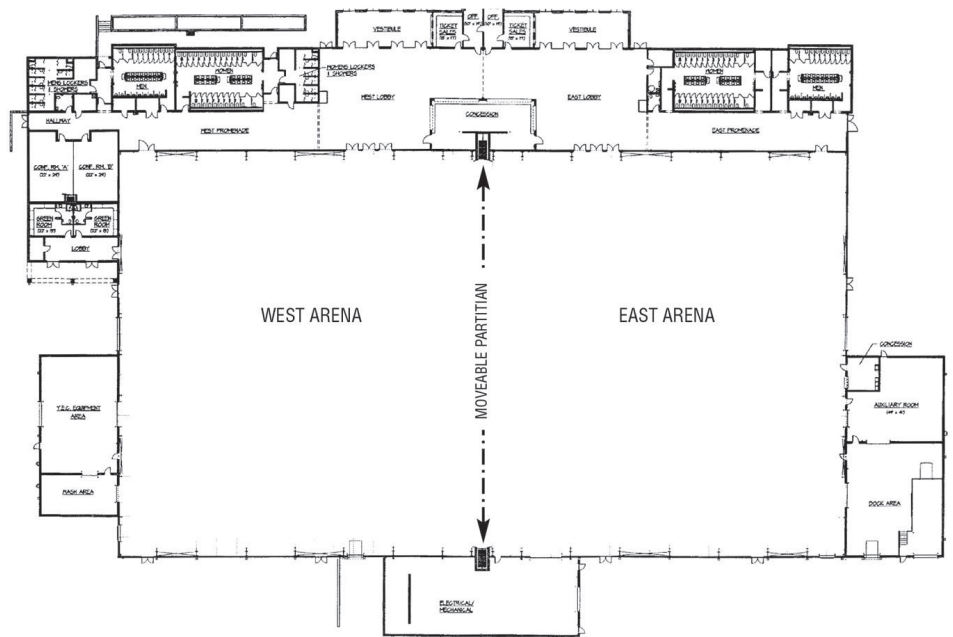 VESTIBULE
TICKET
SALES
OFF.
OFF.
TICKET
SALES
VESTIBULE
MENS LOCKERS
& SHOWERS
MEN
WOMEN
WOMENS LOCKERS
& SHOWERS
WEST LOBBY
EAST LOBBY
WOMEN
MEN
HALLWAY
WEST PROMENADE
CONCESSION
EAST PROMENADE
CONF. RM. 'A'
CONF. RM. 'B'
GREEN
ROOM
GREEN
ROOM
LOBBY
WEST ARENA
MOVEABLE PARTITIAN
EAST ARENA
CONCESSION
Y.E.C. EQUIPMENT
AREA
AUXILIARY ROOM
WASH AREA
DOCK AREA
ELECTRICAL/
MECHANICAL